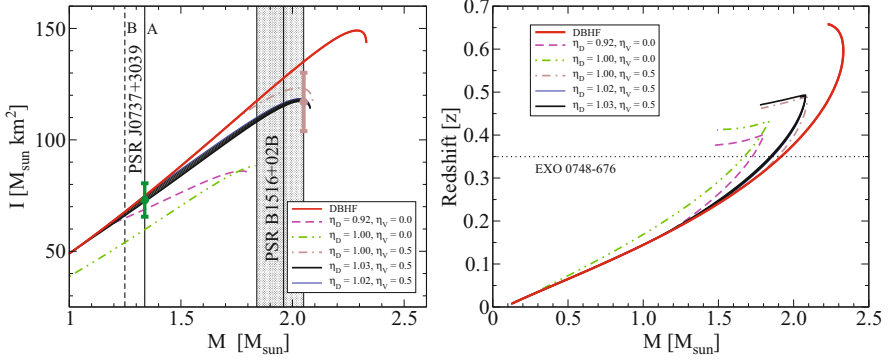 150
100
50
I [M_sun km²]
B
A
PSR J0737+3039
PSR B1516+02B
DBHF
η_D = 0.92, η_V = 0.0
η_D = 1.00, η_V = 0.0
η_D = 1.00, η_V = 0.5
η_D = 1.03, η_V = 0.5
η_D = 1.02, η_V = 0.5
1 1.5 2.0 2.5
M [M_sun]
0.7
0.6
0.5
0.4
0.3
0.2
0.1
0
Redshift [z]
DBHF
η_D = 0.92, η_V = 0.0
η_D = 1.00, η_V = 0.0
η_D = 1.00, η_V = 0.5
η_D = 1.02, η_V = 0.5
η_D = 1.03, η_V = 0.5
EXO 0748-676
0.0 0.5 1.0 1.5 2.0 2.5
M [M_sun]